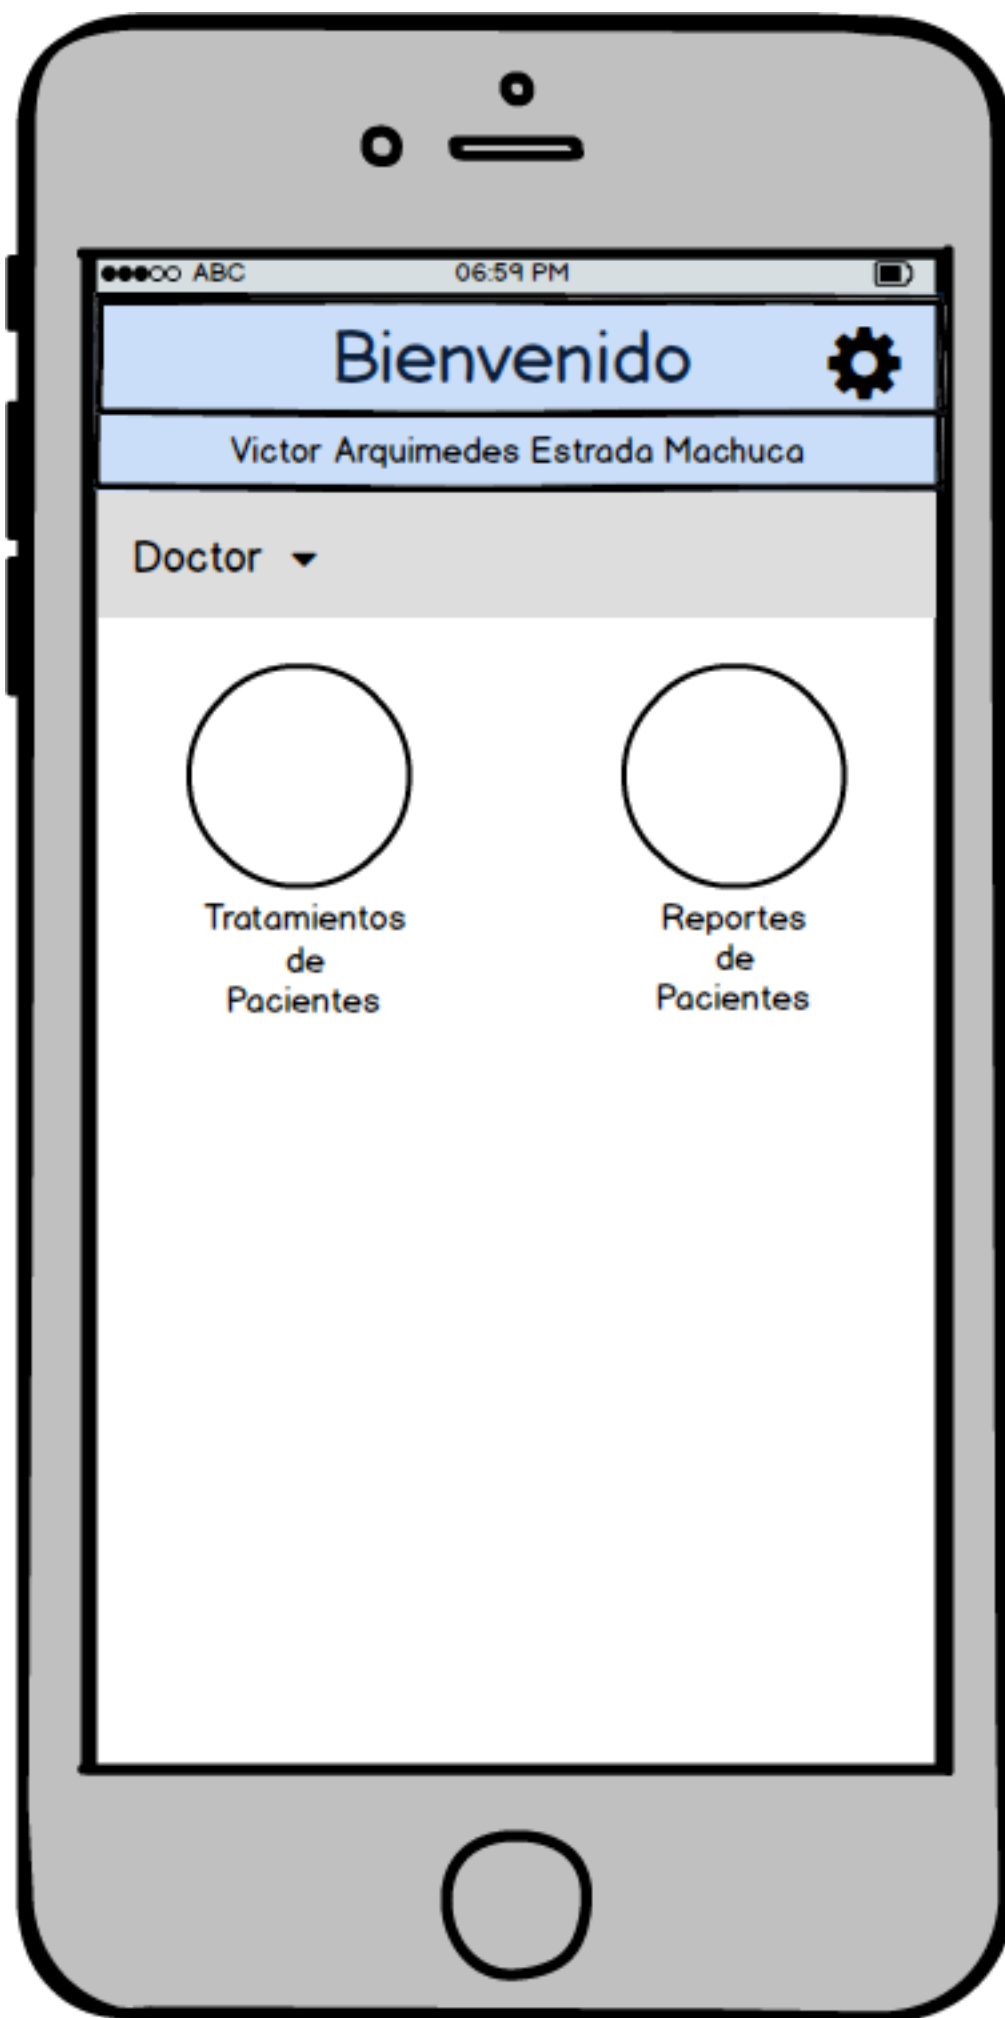 ABC 06:59 PM
Bienvenido
Victor Arquimedes Estrada Machuca
Doctor
Tratamientos
de
Pacientes
Reportes
de
Pacientes